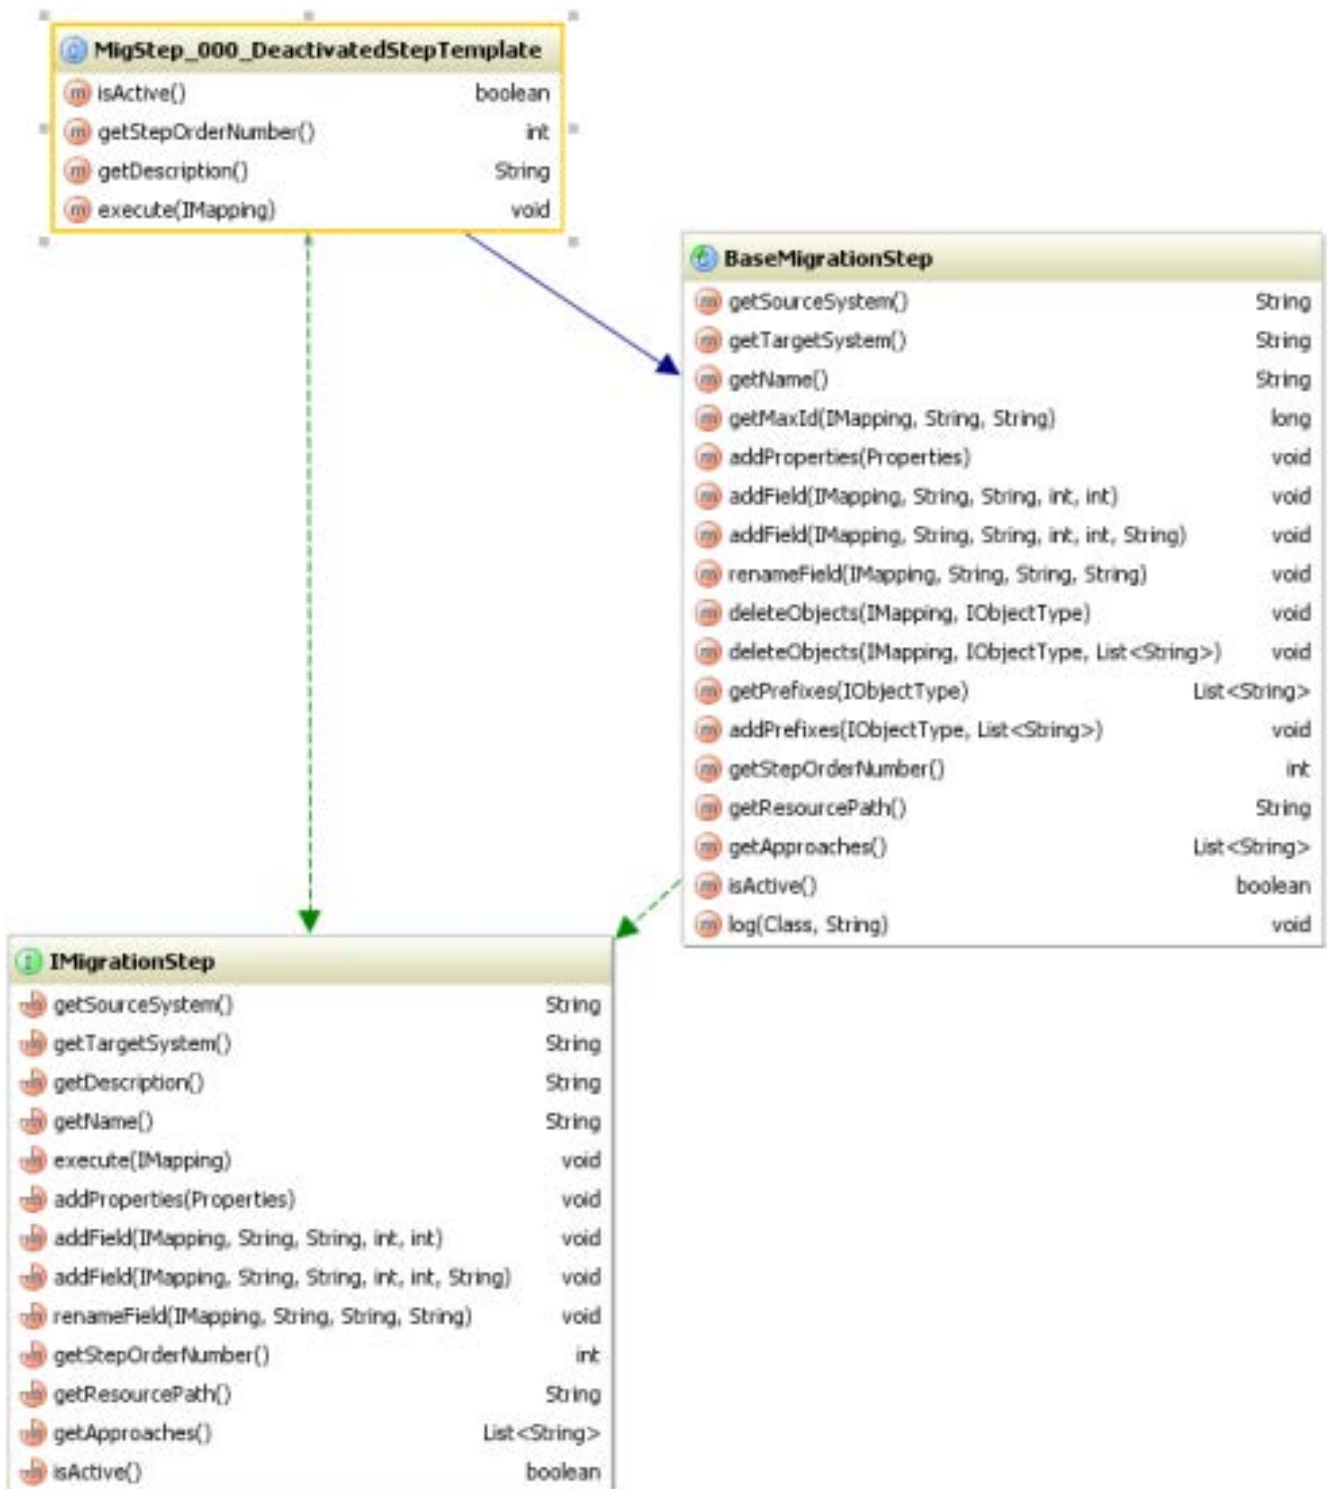 MigStep_000_DeactivatedStepTemplate
isActive() boolean
getStepOrderNumber() int
getDescription() String
execute(IMapping) void
BaseMigrationStep
getSourceSystem() String
getTargetSystem() String
getName() String
getMaxId(IMapping, String, String) long
addProperties(Properties) void
addField(IMapping, String, String, int, int) void
addField(IMapping, String, String, int, int, String) void
renameField(IMapping, String, String, String) void
deleteObjects(IMapping, IObjectType) void
deleteObjects(IMapping, IObjectType, List<String>) void
getPrefixes(IObjectType) List<String>
addPrefixes(IObjectType, List<String>) void
getStepOrderNumber() int
getResourcePath() String
getApproaches() List<String>
isActive() boolean
log(Class, String) void
IMigrationStep
getSourceSystem() String
getTargetSystem() String
getDescription() String
getName() String
execute(IMapping) void
addProperties(Properties) void
addField(IMapping, String, String, int, int) void
addField(IMapping, String, String, int, int, String) void
renameField(IMapping, String, String, String) void
getStepOrderNumber() int
getResourcePath() String
getApproaches() List<String>
isActive() boolean